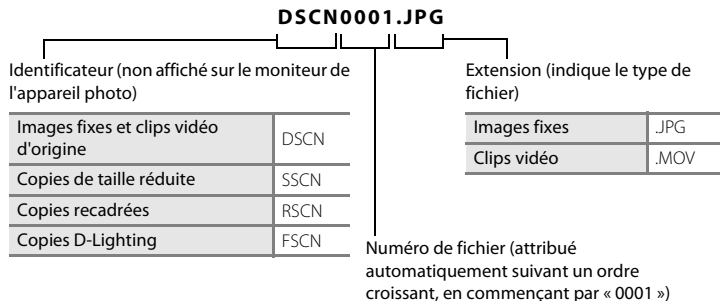 DSCN0001.JPG
Identificateur (non affiché sur le moniteur de
l'appareil photo)
Images fixes et clips vidéo
d'origine
DSCN
Copies de taille réduite
SSCN
Copies recadrées
RSCN
Copies D-Lighting
FSCN
Extension (indique le type de
fichier)
Images fixes
.JPG
Clips vidéo
.MOV
Numéro de fichier (attribué
automatiquement suivant un ordre
croissant, en commençant par « 0001 »)